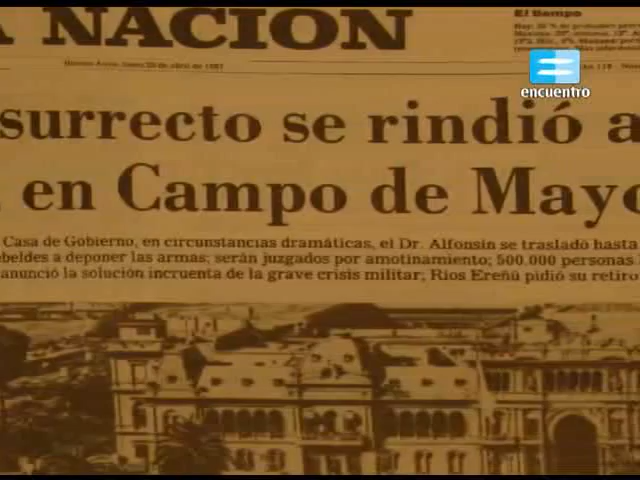 A NACION
El tiempo
encuentro
surrecto se rindió a
en Campo de Mayo
Casa de Gobierno, en circunstancias dramáticas, el Dr. Alfonsín se trasladó hasta
ebeldes a deponer las armas; serán juzgados por amotinamiento; 500.000 personas
anunció la solución incruenta de la grave crisis militar; Ríos Ereñú pidió su retiro